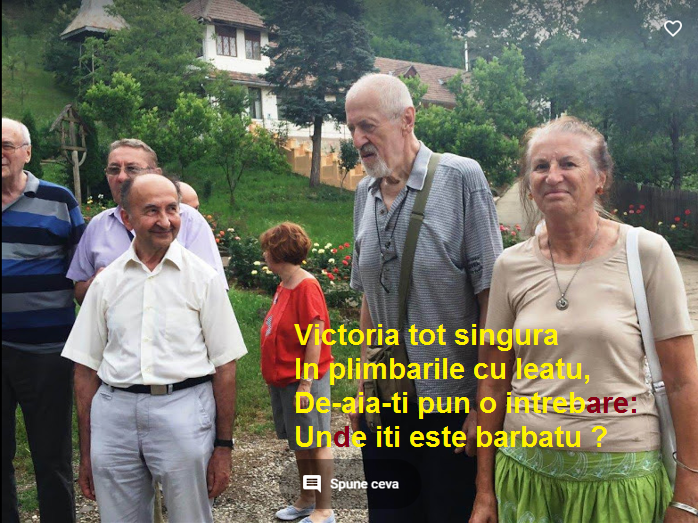 Victoria tot singura
In plimbarile cu leatu,
De-aia-ti pun o intrebare:
Unde iti este barbatu ?
Spune ceva